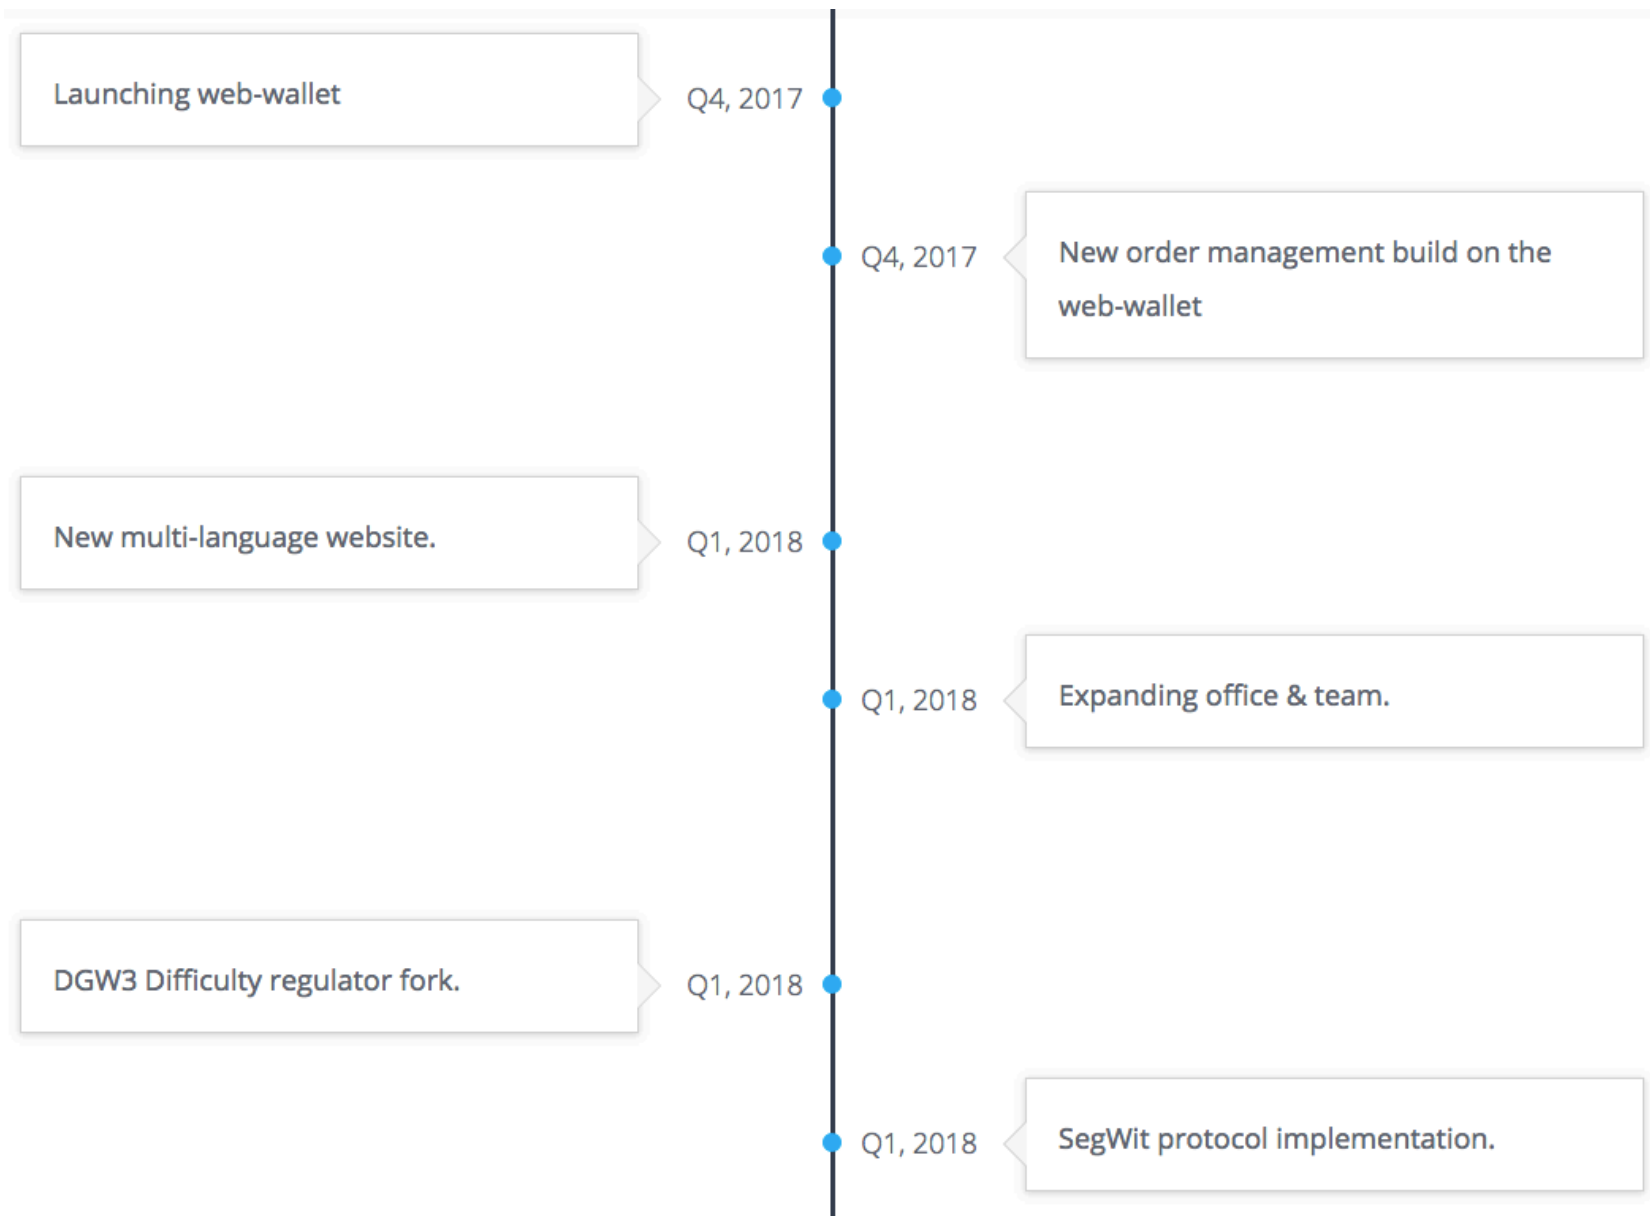 Launching web-wallet
Q4, 2017
Q4, 2017
New order management build on the
web-wallet
New multi-language website.
Q1, 2018
Q1, 2018
Expanding office & team.
DGW3 Difficulty regulator fork.
Q1, 2018
Q1, 2018
SegWit protocol implementation.